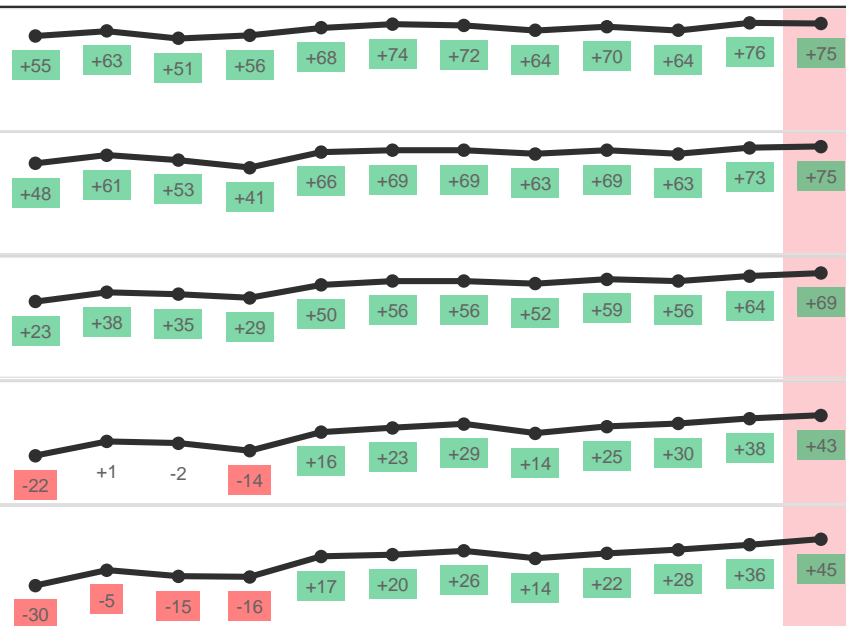 +55 +63 +51 +56 +68 +74 +72 +64 +70 +64 +76 +75
+48 +61 +53 +41 +66 +69 +69 +63 +69 +63 +73 +75
+23 +38 +35 +29 +50 +56 +56 +52 +59 +56 +64 +69
-22 +1 -2 -14 +16 +23 +29 +14 +25 +30 +38 +43
-30 -5 -15 -16 +17 +20 +26 +14 +22 +28 +36 +45